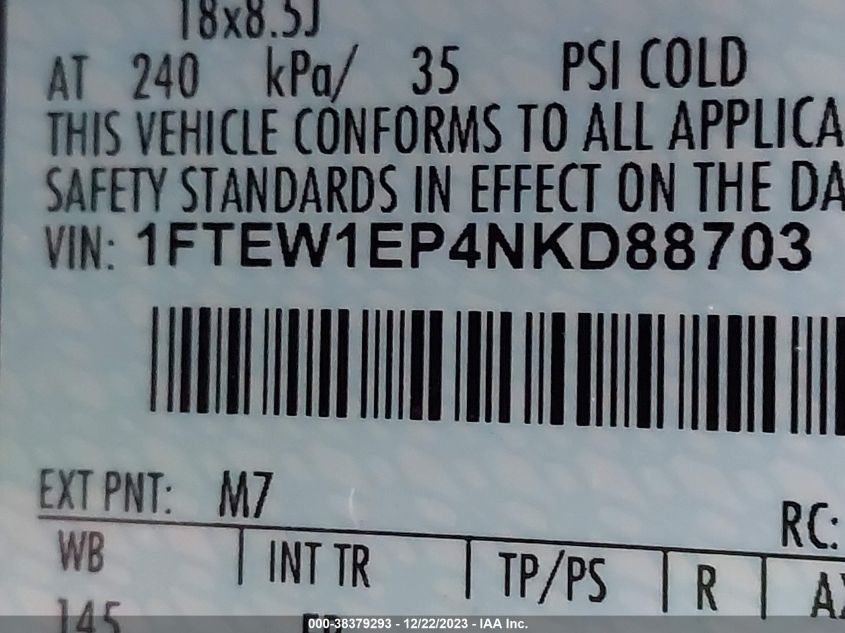 18x8.5J
AT 240 kPa/ 35 PSI COLD
THIS VEHICLE CONFORMS TO ALL APPLICA
SAFETY STANDARDS IN EFFECT ON THE DA
VIN: 1FTEW1EP4NKD88703
EXT PNT: M7
RC:
WB INT TR TP/PS R AX
145
000-38379293 - 12/22/2023 - IAA Inc.